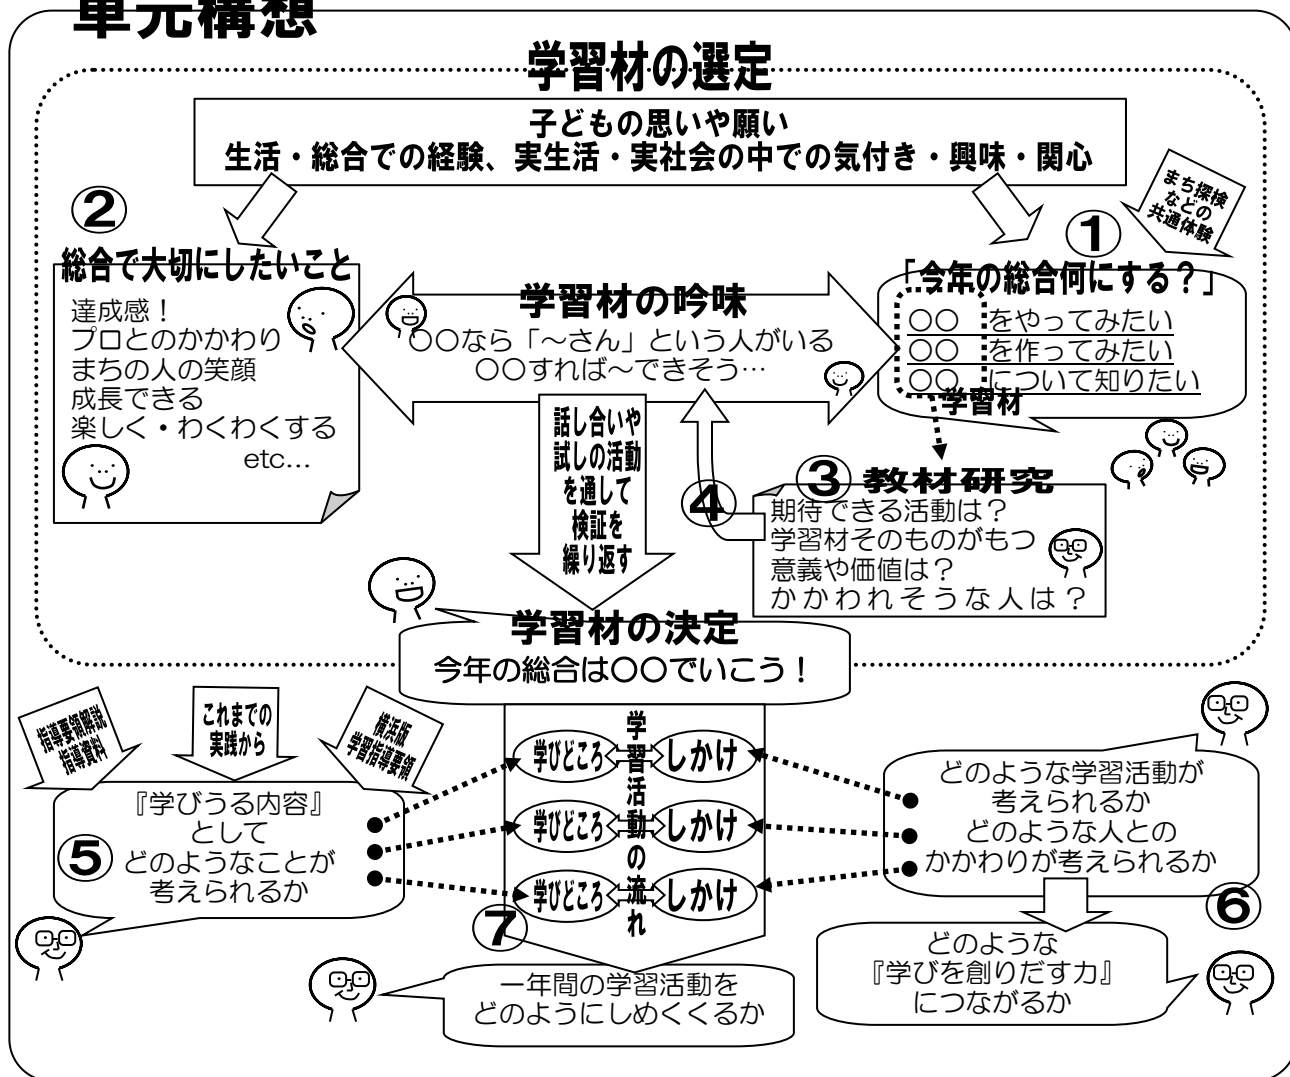 単元構想
学習材の選定
子どもの思いや願い
生活・総合での経験、実生活・実社会の中での気付き・興味・関心
まち探検
などの
共通体験
①
「今年の総合何にする？」
〇〇 をやってみたい
〇〇 を作ってみたい
〇〇 について知りたい
学習材
②
総合で大切にしたいこと
達成感！
プロとのかかわり
まちの人の笑顔
成長できる
楽しく・わくわくする
etc…
学習材の吟味
〇〇なら「～さん」という人がいる
〇〇すれば～できそう…
話し合いや
試しの活動
を通して
検証を
繰り返す
③ 教材研究
期待できる活動は？
学習材そのものがもつ
意義や価値は？
かかわれそうな人は？
④
学習材の決定
今年の総合は〇〇でいこう！
指導要領解説
指導資料
これまでの
実践から
横浜版
学習指導要領
⑤
『学びうる内容』
として
どのようなことが
考えられるか
学習活動の流れ
学びどころ しかけ
学びどころ しかけ
学びどころ しかけ
どのような学習活動が
考えられるか
どのような人との
かかわりが考えられるか
⑥
どのような
『学びを創りだす力』
につながるか
⑦
一年間の学習活動を
どのようにしめくくるか